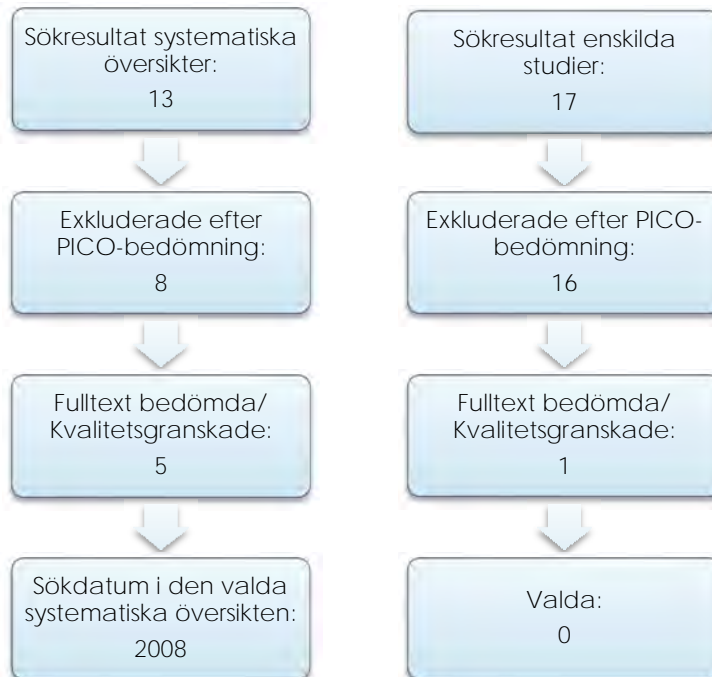 Sökresultat systematiska
översikter:
13
Exkluderade efter
PICO-bedömning:
8
Fulltext bedömda/
Kvalitetsgranskade:
5
Sökdatum i den valda
systematiska översikten:
2008
Sökresultat enskilda
studier:
17
Exkluderade efter PICO-
bedömning:
16
Fulltext bedömda/
Kvalitetsgranskade:
1
Valda:
0